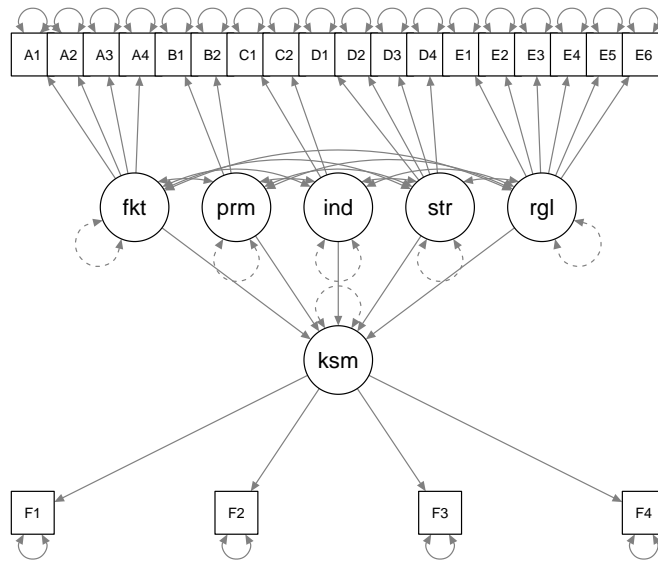 A1 A2 A3 A4 B1 B2 C1 C2 D1 D2 D3 D4 E1 E2 E3 E4 E5 E6
fkt prm ind str rgl
ksm
F1 F2 F3 F4